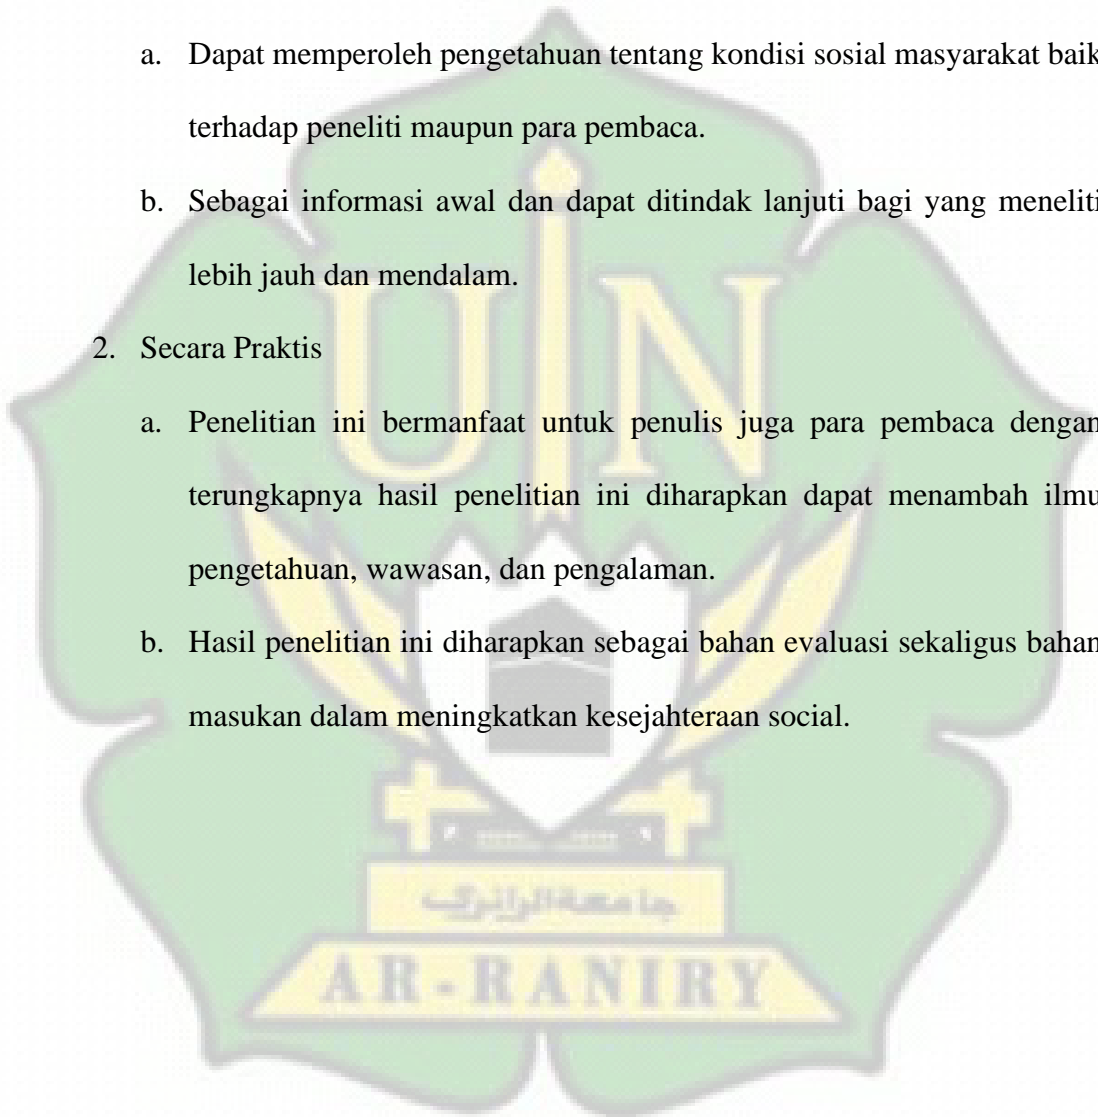 a. Dapat memperoleh pengetahuan tentang kondisi sosial masyarakat baik
terhadap peneliti maupun para pembaca.
b. Sebagai informasi awal dan dapat ditindak lanjuti bagi yang meneliti
lebih jauh dan mendalam.
2. Secara Praktis
a. Penelitian ini bermanfaat untuk penulis juga para pembaca dengan
terungkapnya hasil penelitian ini diharapkan dapat menambah ilmu
pengetahuan, wawasan, dan pengalaman.
b. Hasil penelitian ini diharapkan sebagai bahan evaluasi sekaligus bahan
masukan dalam meningkatkan kesejahteraan social.
UIN
جامعة الرانري
AR-RANIRY